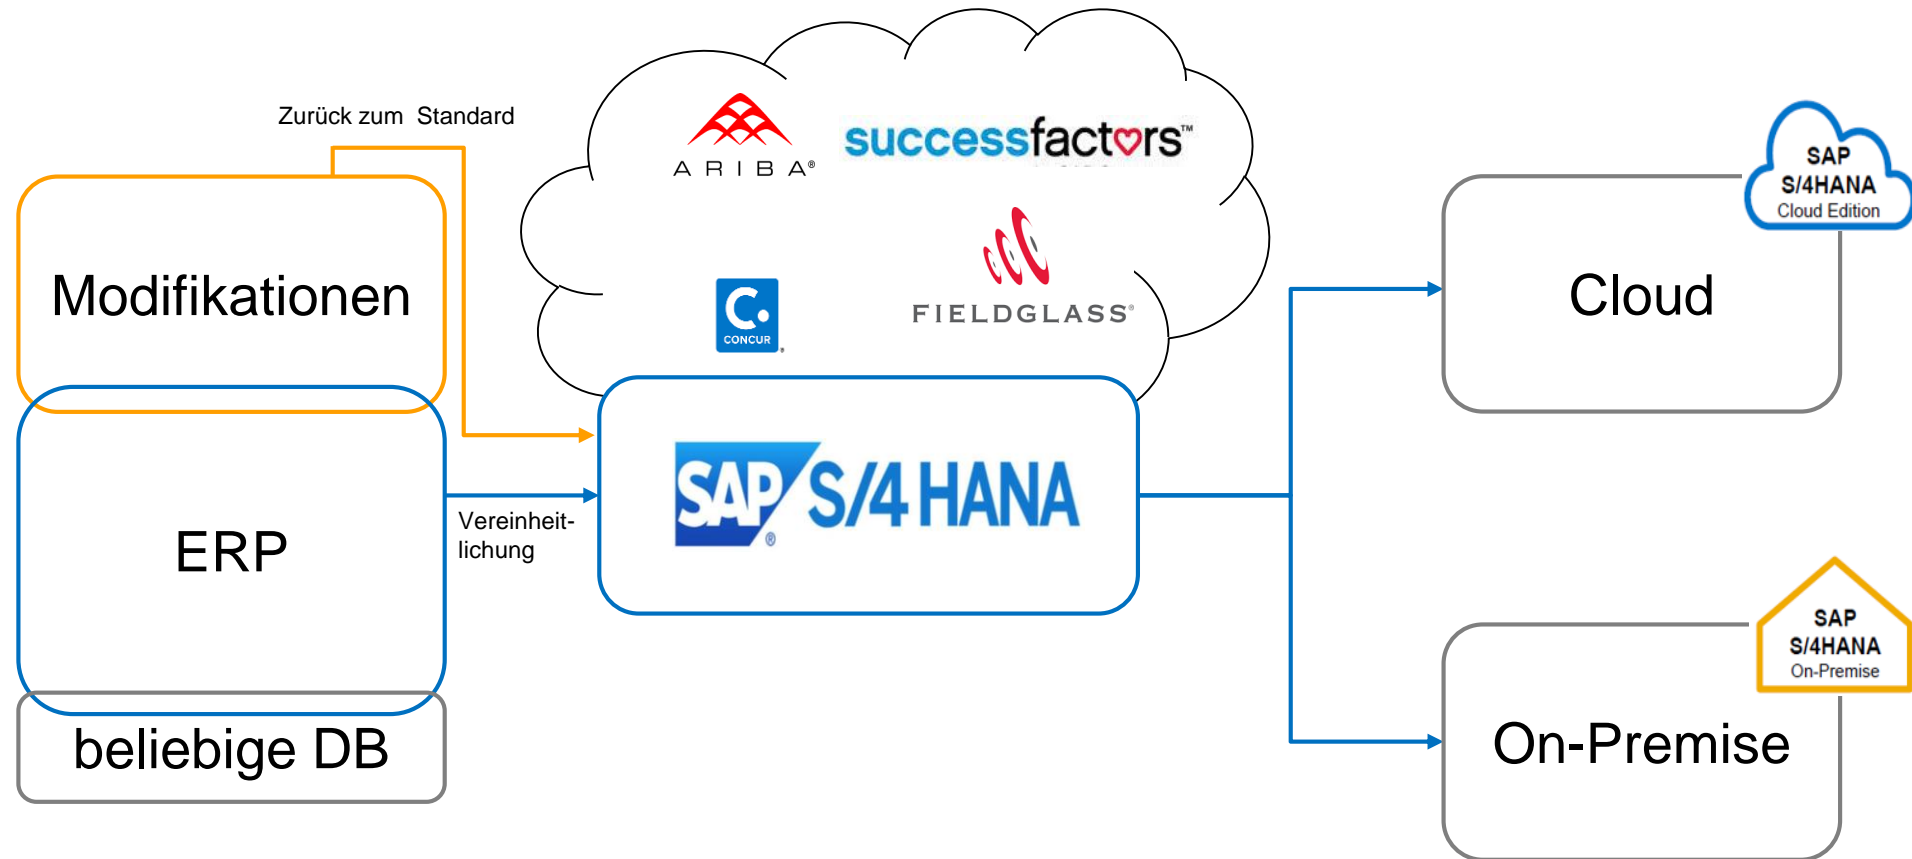 Zurück zum  Standard
Modifikationen
ERP
beliebige DB
Vereinheit-
lichung
ARIBA®
successfactors™
CONCUR®
FIELDGLASS®
SAP® S/4 HANA
Cloud
SAP
S/4HANA
Cloud Edition
On-Premise
SAP
S/4HANA
On-Premise